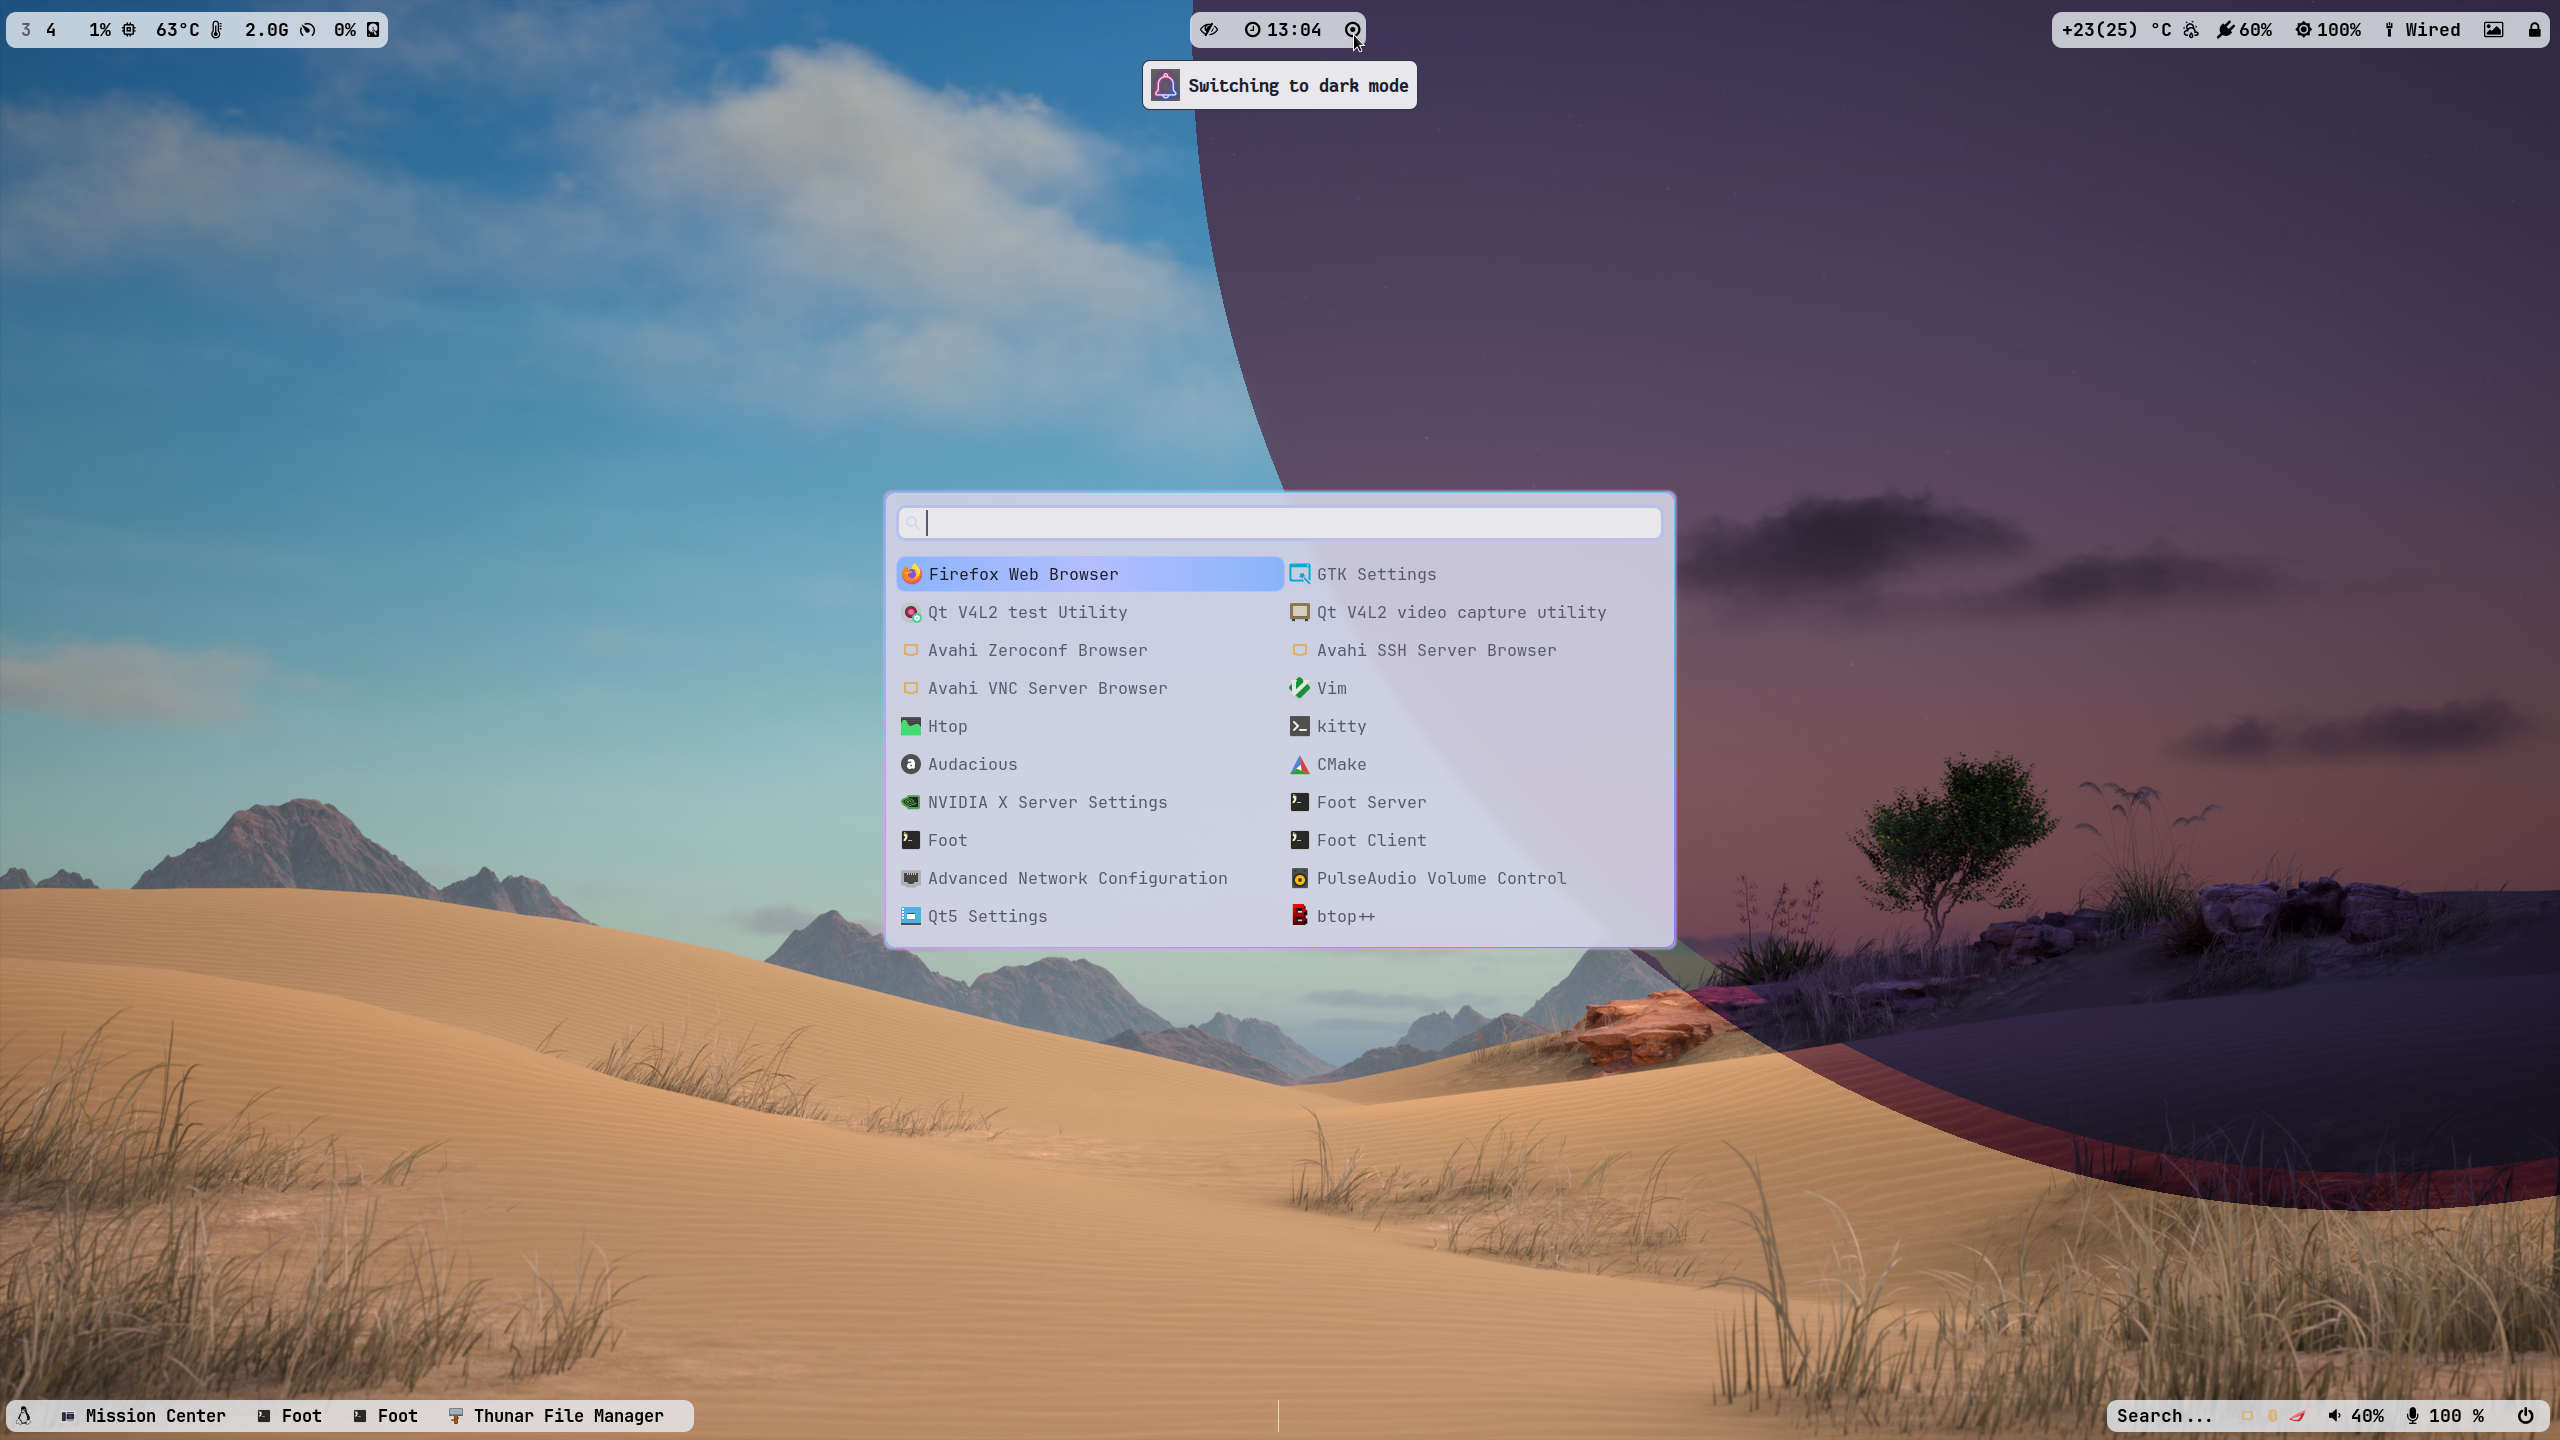 3 4 1% 63°C 2.0G 0%
13:04
+23(25) °C 60% 100% Wired
Switching to dark mode
Firefox Web Browser
GTK Settings
Qt V4L2 test Utility
Qt V4L2 video capture utility
Avahi Zeroconf Browser
Avahi SSH Server Browser
Avahi VNC Server Browser
Vim
Htop
kitty
Audacious
CMake
NVIDIA X Server Settings
Foot Server
Foot
Foot Client
Advanced Network Configuration
PulseAudio Volume Control
Qt5 Settings
btop++
Mission Center Foot Foot Thunar File Manager
Search... 0 40% 100 %